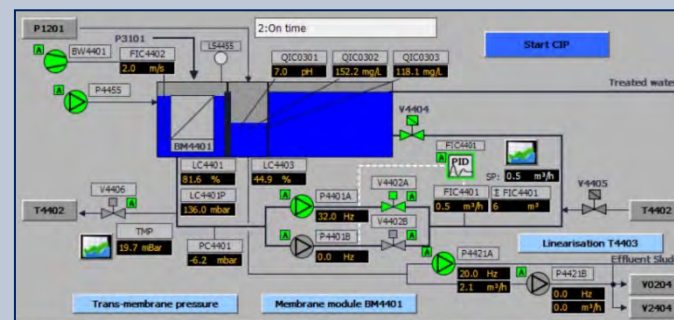 P1201
2:On time
P3101
LS4455
Start CIP
A
BW4401
FIC4402
2.0 m/s
QIC0301
QIC0302
QIC0303
7.0 pH
152.2 mg/L
118.1 mg/L
Treated water
A
P4455
V4404
BM4401
FIC4401
A
PID
SP: 0.5 m³/h
LC4401
81.6 %
LC4403
44.9 %
V4406
LC4401P
136.0 mbar
A
P4401A
32.0 Hz
V4402A
A
FIC4401
0.5 m³/h
Σ FIC4401
6 m³
V4405
T4402
A
T4402
TMP
19.7 mBar
PC4401
-6.2 mbar
A
P4401B
0.0 Hz
V4402B
A
Linearisation T4403
A
P4421A
20.0 Hz
2.1 m³/h
Effluent Slud
A
P4421B
0.0 Hz
0.0 m³/h
V0204
V2404
Trans-membrane pressure
Membrane module BM4401